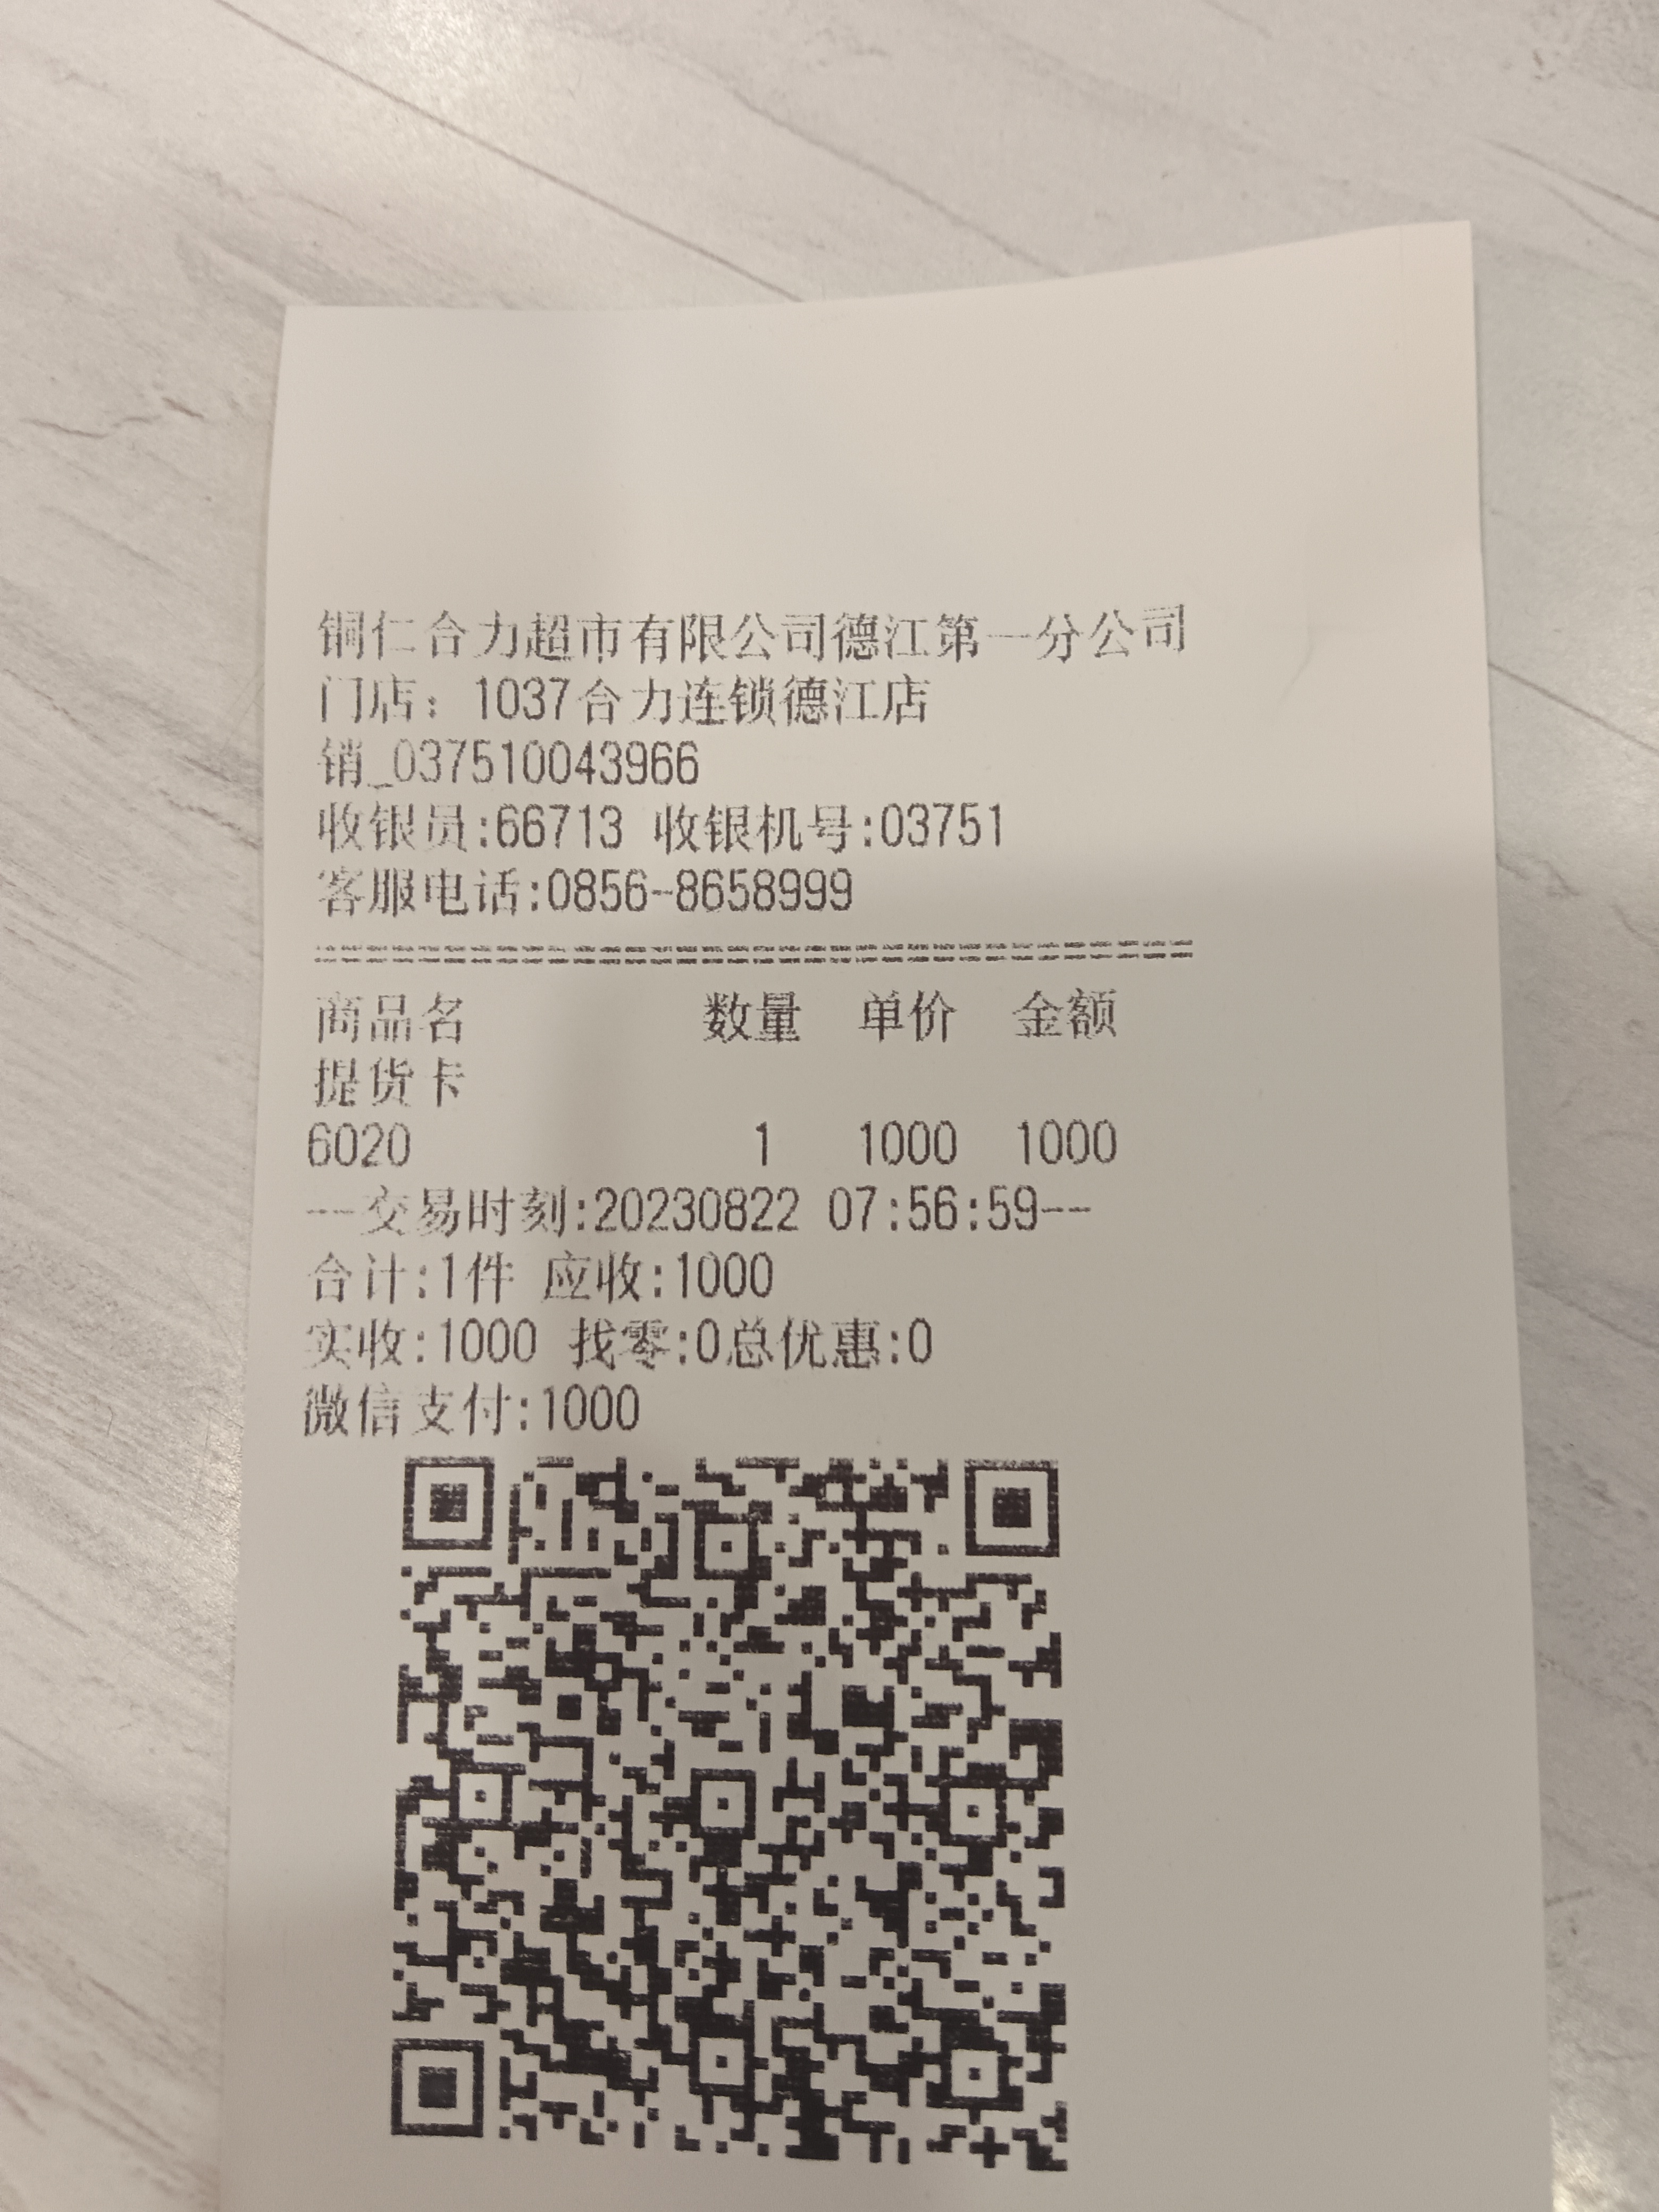 铜仁合力超市有限公司德江第一分公司
门店：1037合力连锁德江店
销_037510043966
收银员:66713 收银机号:03751
客服电话:0856-8658999
==================================
商品名 数量 单价 金额
提货卡
6020 1 1000 1000
--交易时刻:20230822 07:56:59--
合计:1件 应收:1000
实收:1000 找零:0总优惠:0
微信支付:1000